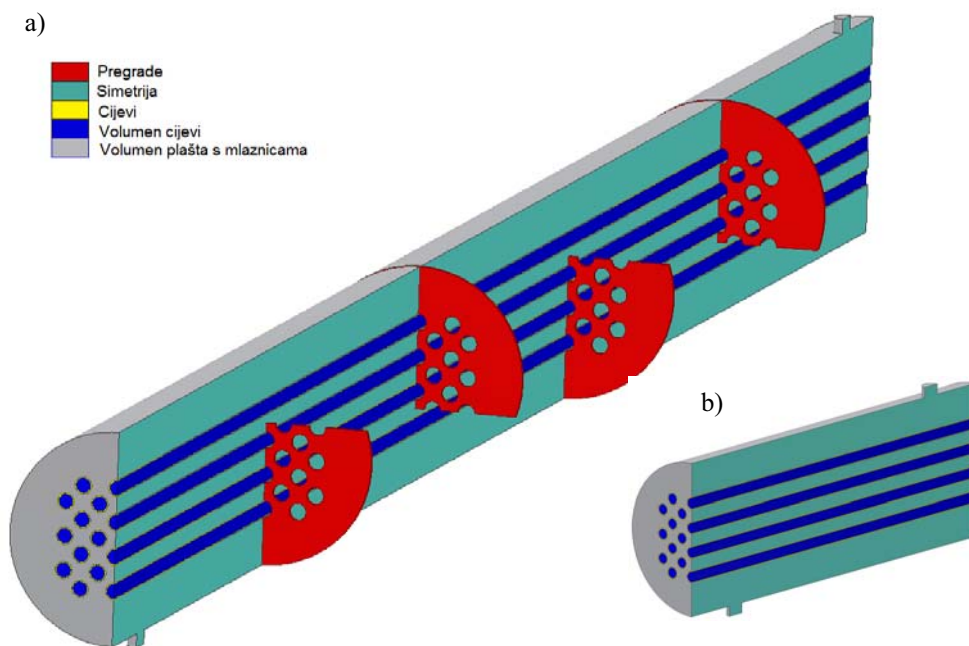 a)
Pregrade
Simetrija
Cijevi
Volumen cijevi
Volumen plašta s mlaznicama
b)